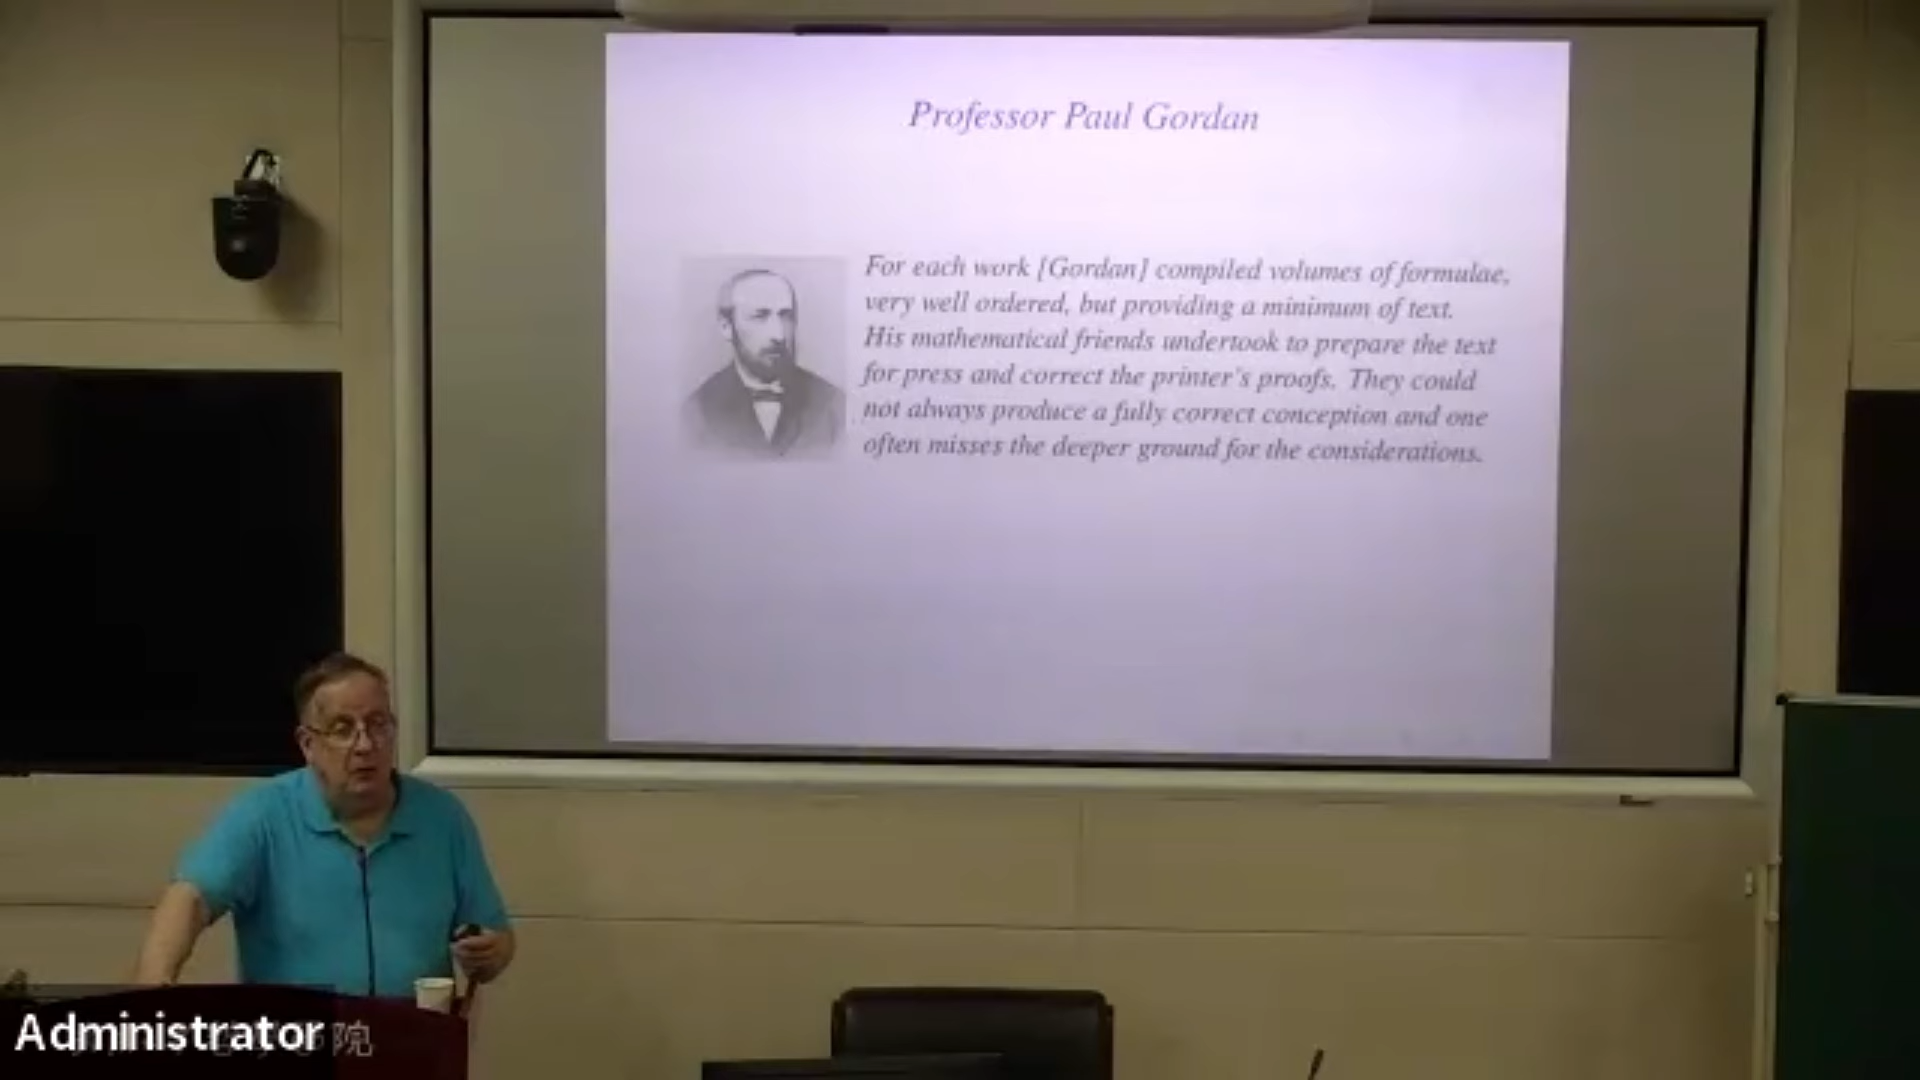 Professor Paul Gordan
For each work [Gordan] compiled volumes of formulae,
very well ordered, but providing a minimum of text.
His mathematical friends undertook to prepare the text
for press and correct the printer's proofs. They could
not always produce a fully correct conception and one
often misses the deeper ground for the considerations.
Administrator
院